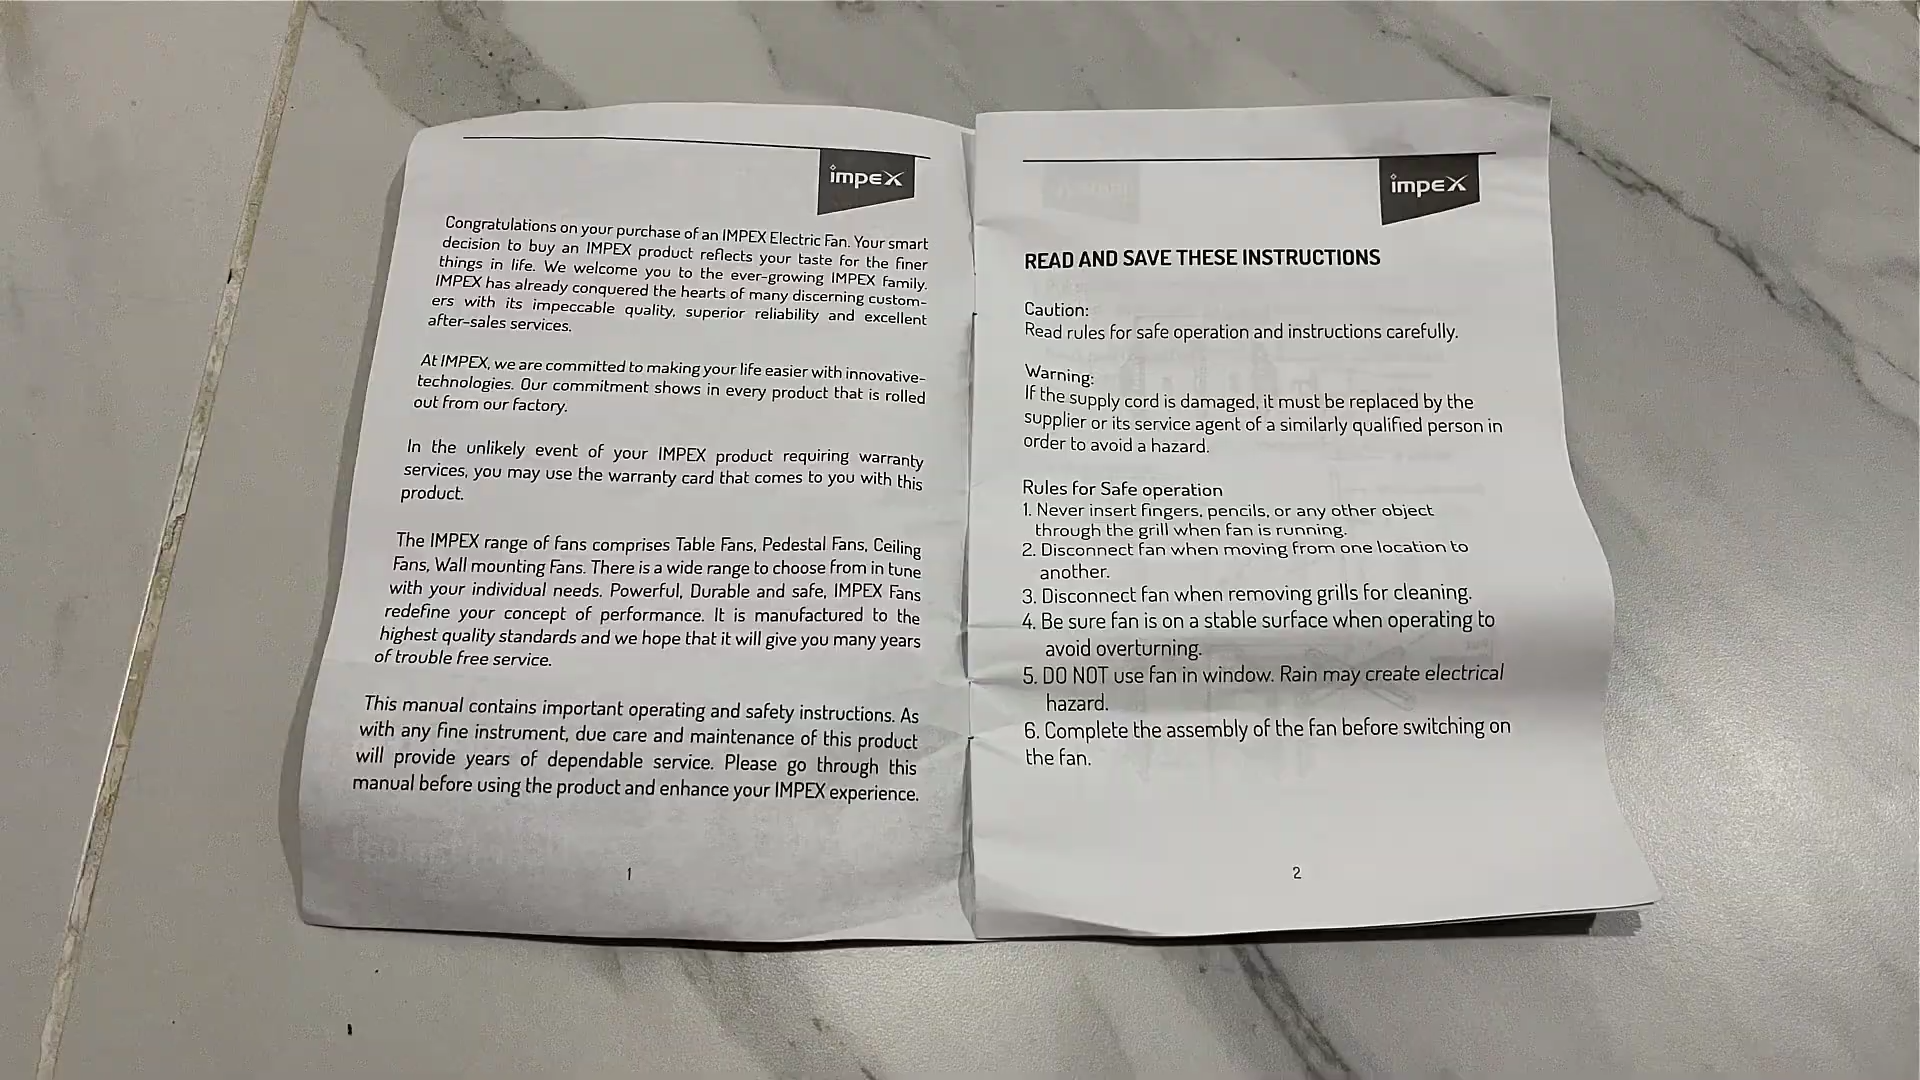 impex
Congratulations on your purchase of an IMPEX Electric Fan. Your smart
decision to buy an IMPEX product reflects your taste for the finer
things in life. We welcome you to the ever-growing IMPEX family.
IMPEX has already conquered the hearts of many discerning custom-
ers with its impeccable quality, superior reliability and excellent
after-sales services.
At IMPEX, we are committed to making your life easier with innovative-
technologies. Our commitment shows in every product that is rolled
out from our factory.
In the unlikely event of your IMPEX product requiring warranty
services, you may use the warranty card that comes to you with this
product.
The IMPEX range of fans comprises Table Fans, Pedestal Fans, Ceiling
Fans, Wall mounting Fans. There is a wide range to choose from in tune
with your individual needs. Powerful, Durable and safe, IMPEX Fans
redefine your concept of performance. It is manufactured to the
highest quality standards and we hope that it will give you many years
of trouble free service.
This manual contains important operating and safety instructions. As
with any fine instrument, due care and maintenance of this product
will provide years of dependable service. Please go through this
manual before using the product and enhance your IMPEX experience.
1
impex
READ AND SAVE THESE INSTRUCTIONS
Caution:
Read rules for safe operation and instructions carefully.
Warning:
If the supply cord is damaged, it must be replaced by the
supplier or its service agent of a similarly qualified person in
order to avoid a hazard.
Rules for Safe operation
1. Never insert fingers, pencils, or any other object
through the grill when fan is running.
2. Disconnect fan when moving from one location to
another.
3. Disconnect fan when removing grills for cleaning.
4. Be sure fan is on a stable surface when operating to
avoid overturning.
5. DO NOT use fan in window. Rain may create electrical
hazard.
6. Complete the assembly of the fan before switching on
the fan.
2